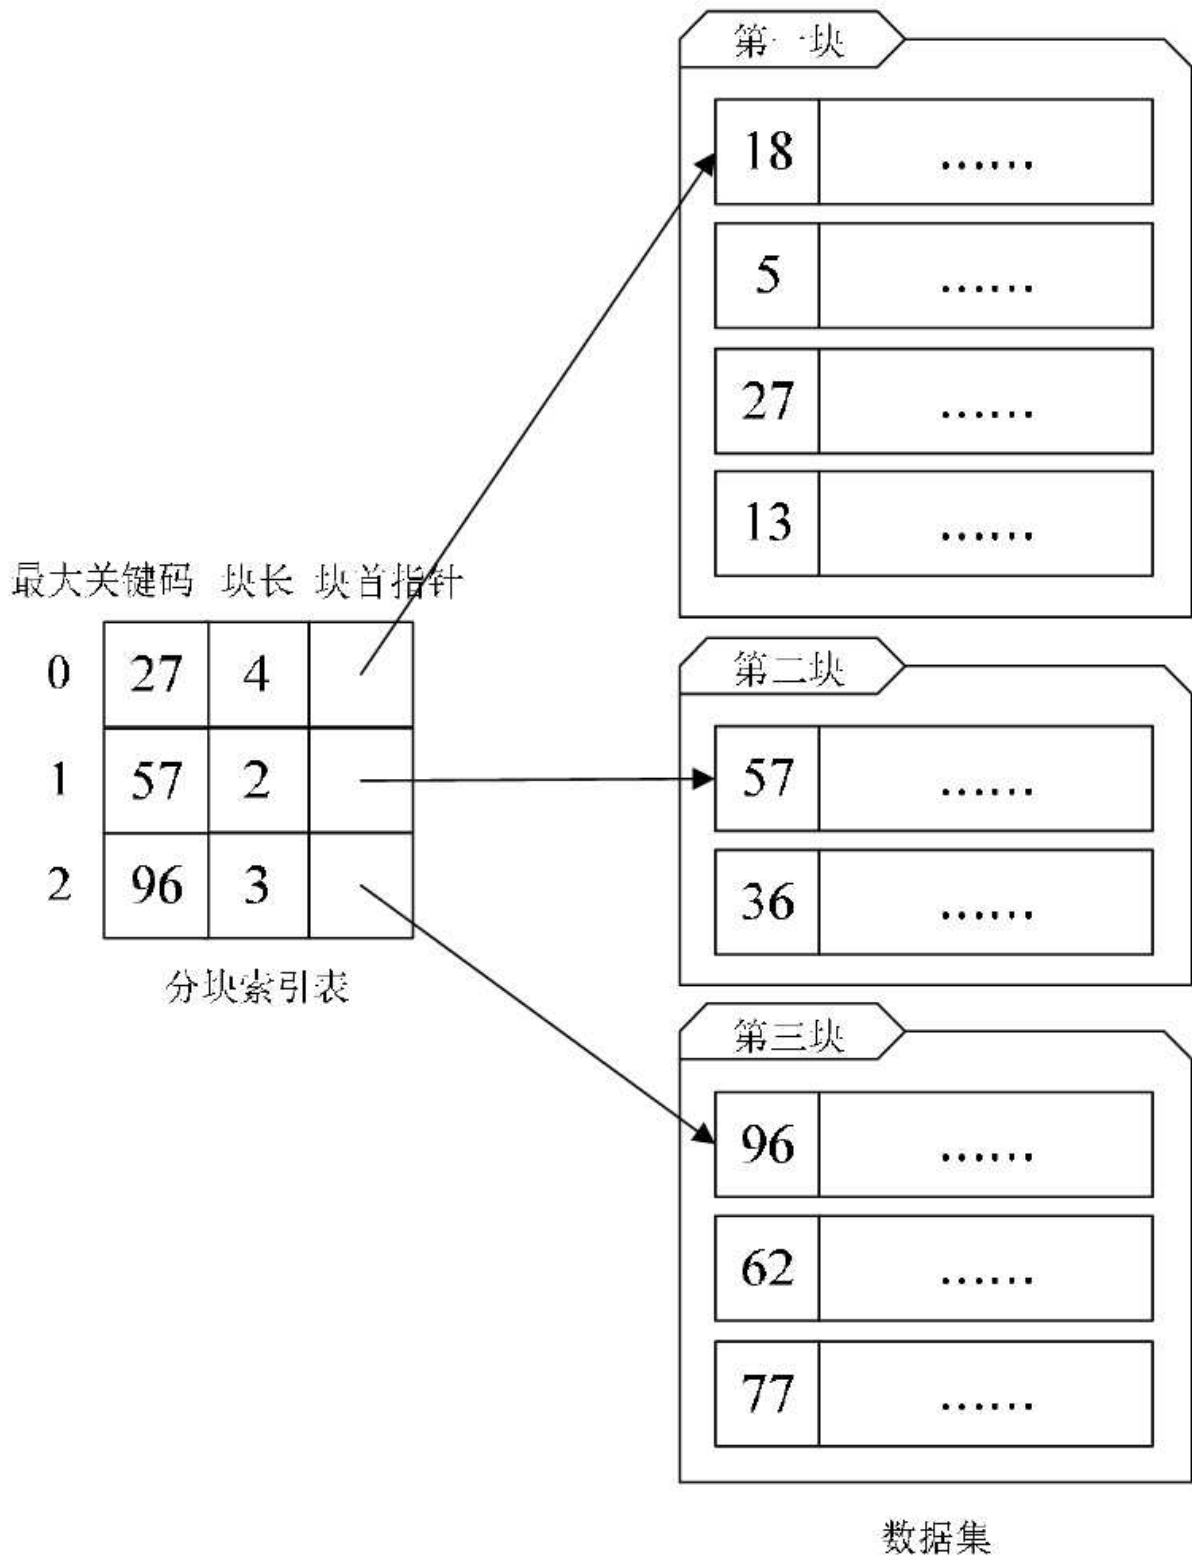 第一块
18 ......
5 ......
27 ......
13 ......
最大关键码 块长 块首指针
0 27 4
1 57 2
2 96 3
分块索引表
第二块
57 ......
36 ......
第三块
96 ......
62 ......
77 ......
数据集